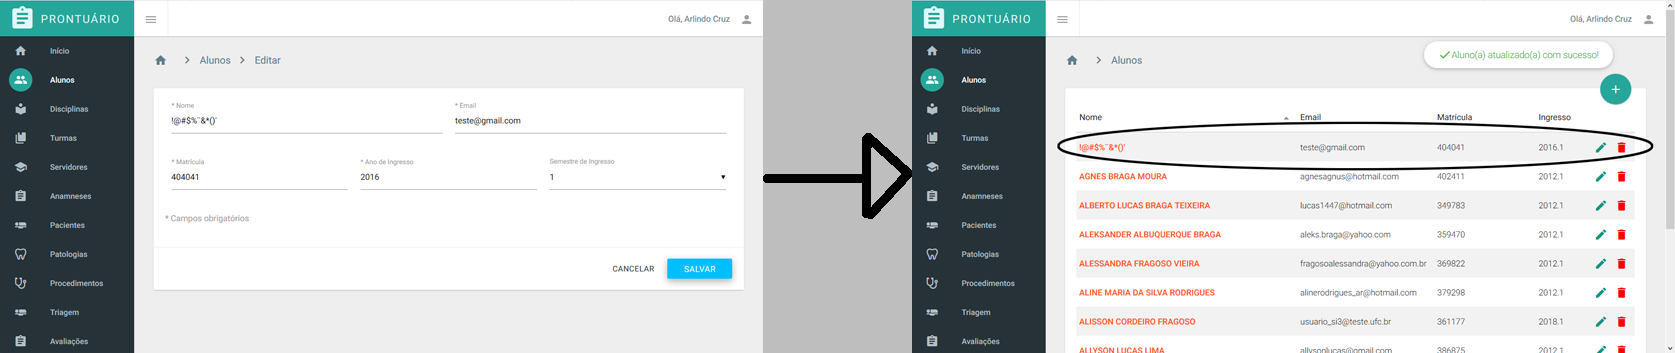 PRONTUÁRIO
Olá, Arlindo Cruz
Início
Alunos
Disciplinas
Turmas
Servidores
Anamneses
Pacientes
Patologias
Procedimentos
Triagem
Avaliações
Alunos Editar
* Nome * Email
!@#$%¨&*()' teste@gmail.com
* Matrícula * Ano de Ingresso Semestre de Ingresso
404041 2016 1
* Campos obrigatórios
CANCELAR SALVAR
PRONTUÁRIO
Olá, Arlindo Cruz
Início
Alunos
Disciplinas
Turmas
Servidores
Anamneses
Pacientes
Patologias
Procedimentos
Triagem
Avaliações
Alunos
Aluno(a) atualizado(a) com sucesso!
+
Nome Email Matrícula Ingresso
!@#$%¨&*()' teste@gmail.com 404041 2016.1
AGNES BRAGA MOURA agnesagnus@hotmail.com 402411 2012.1
ALBERTO LUCAS BRAGA TEIXEIRA lucas1447@hotmail.com 349783 2012.1
ALEKSANDER ALBUQUERQUE BRAGA aleks.braga@yahoo.com 359470 2012.1
ALESSANDRA FRAGOSO VIEIRA fragosoalessandra@yahoo.com.br 369822 2012.1
ALINE MARIA DA SILVA RODRIGUES alinerodrigues_ar@hotmail.com 379298 2012.1
ALISSON CORDEIRO FRAGOSO usuario_si3@teste.ufc.br 361177 2018.1
ALLYSON LUCAS LIMA allysonlucas@gmail.com 386875 2012.1